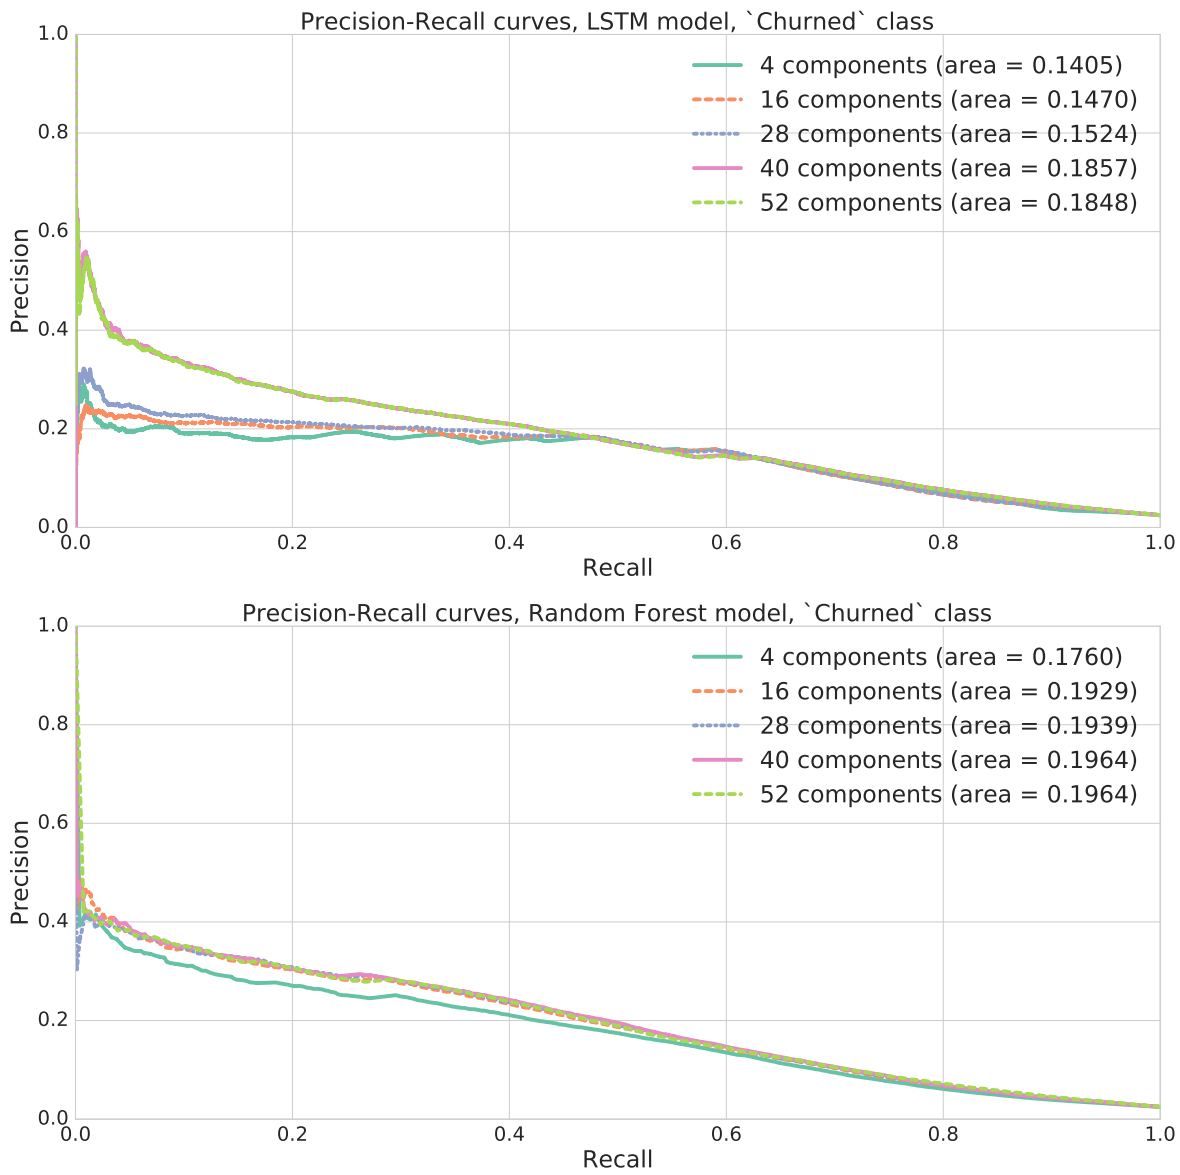 Precision-Recall curves, LSTM model, `Churned` class
1.0
0.8
0.6
0.4
0.2
0.0
Precision
4 components (area = 0.1405)
16 components (area = 0.1470)
28 components (area = 0.1524)
40 components (area = 0.1857)
52 components (area = 0.1848)
0.0 0.2 0.4 0.6 0.8 1.0
Recall
Precision-Recall curves, Random Forest model, `Churned` class
1.0
0.8
0.6
0.4
0.2
0.0
Precision
4 components (area = 0.1760)
16 components (area = 0.1929)
28 components (area = 0.1939)
40 components (area = 0.1964)
52 components (area = 0.1964)
0.0 0.2 0.4 0.6 0.8 1.0
Recall